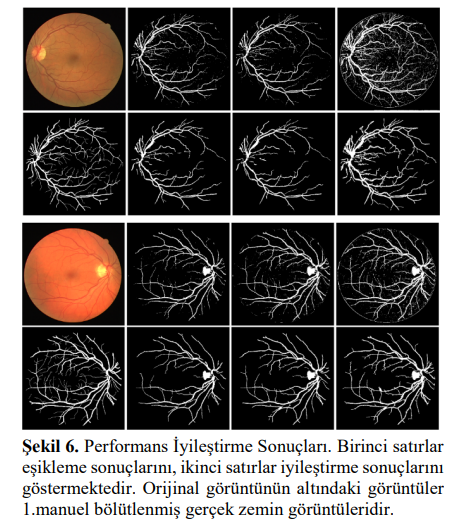 Şekil 6. Performans İyileştirme Sonuçları. Birinci satırlar
eşikleme sonuçlarını, ikinci satırlar iyileştirme sonuçlarını
göstermektedir. Orijinal görüntünün altındaki görüntüler
1.manuel bölütlenmiş gerçek zemin görüntüleridir.